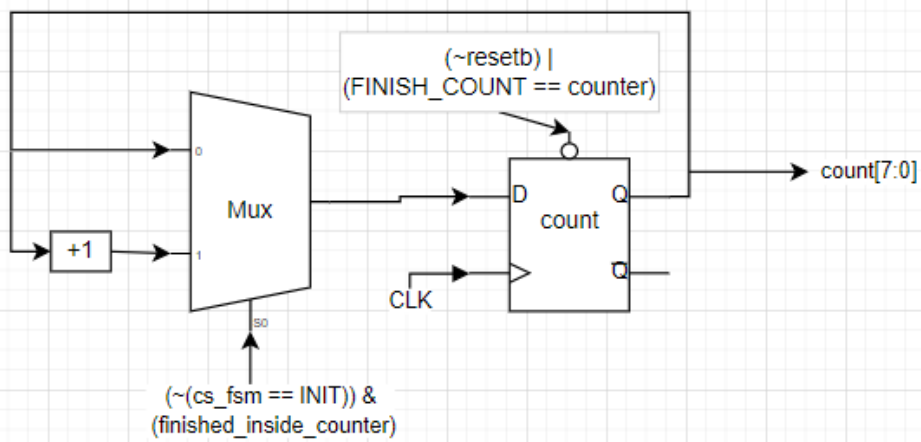 (~resetb) |
(FINISH_COUNT == counter)
0
Mux
+1
1
S0
D
Q
count
Q
CLK
count[7:0]
(~(cs_fsm == INIT)) &
(finished_inside_counter)